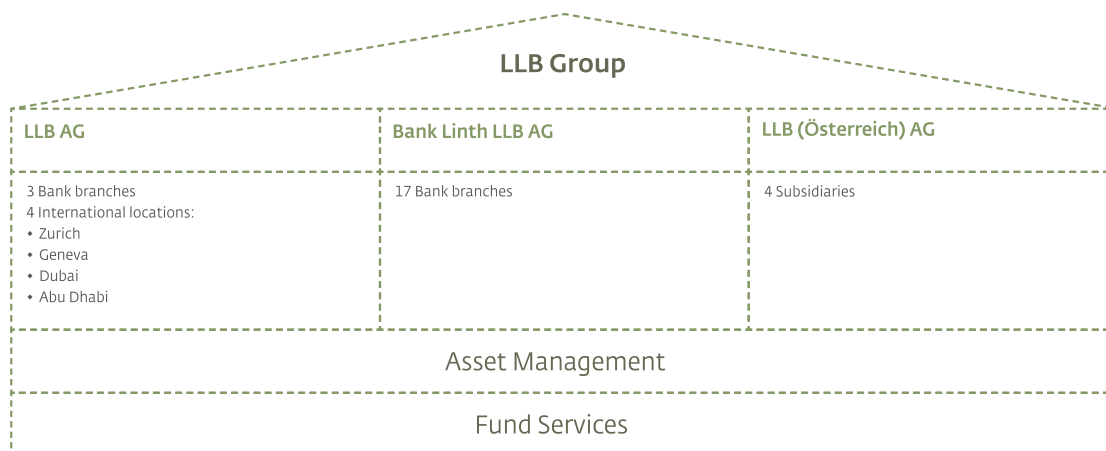 LLB Group
LLB AG
Bank Linth LLB AG
LLB (Österreich) AG
3 Bank branches
4 International locations:
• Zurich
• Geneva
• Dubai
• Abu Dhabi
17 Bank branches
4 Subsidiaries
Asset Management
Fund Services